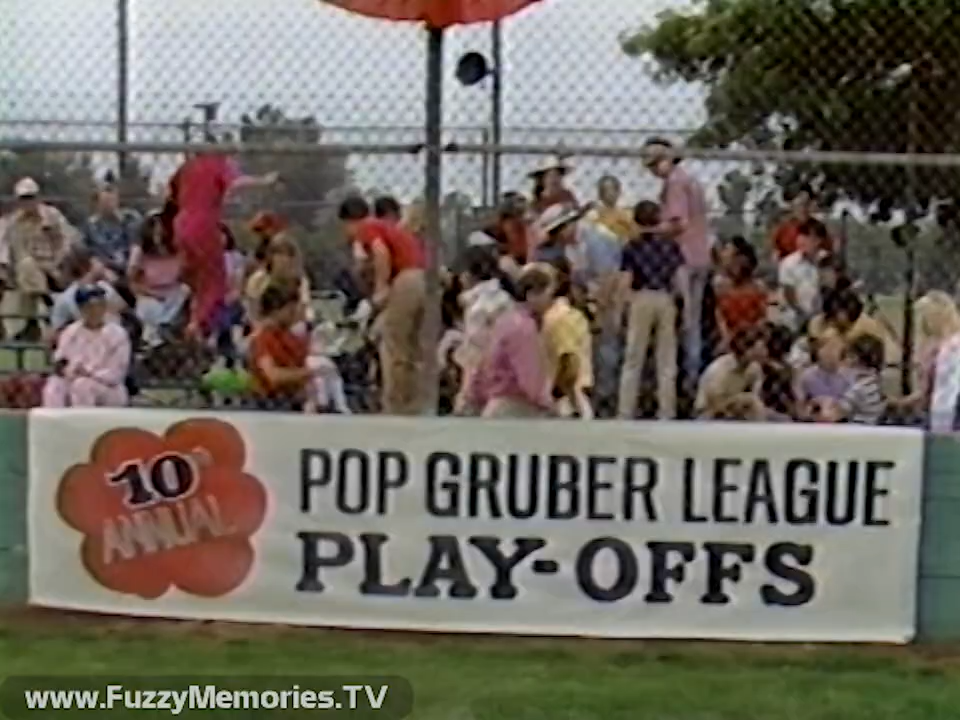 10th
ANNUAL
POP GRUBER LEAGUE
PLAY-OFFS
www.FuzzyMemories.TV